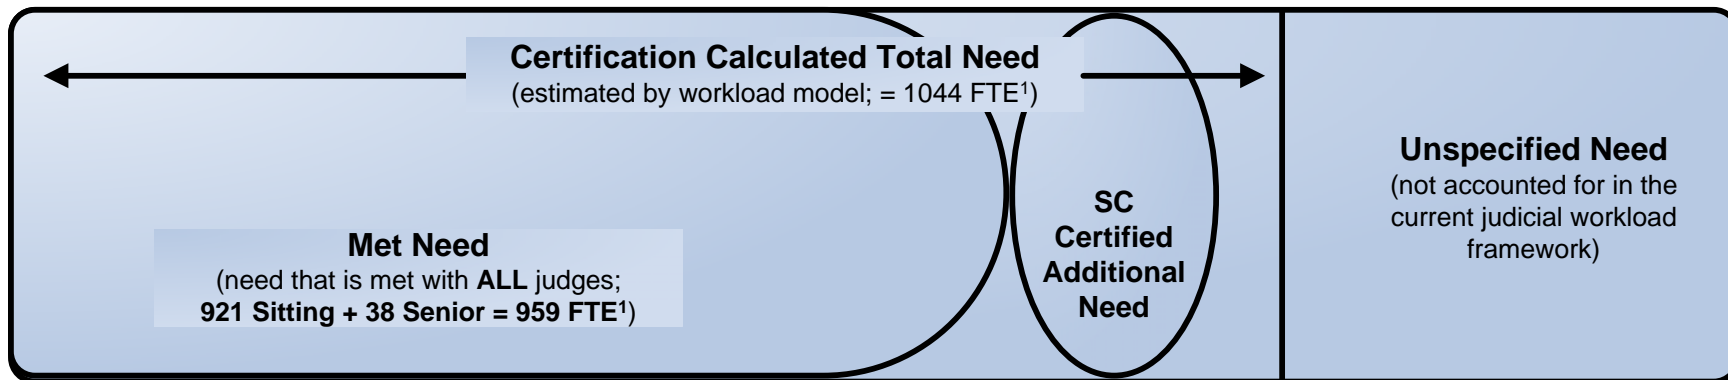 Certification Calculated Total Need
(estimated by workload model; = 1044 FTE¹)
Met Need
(need that is met with ALL judges;
921 Sitting + 38 Senior = 959 FTE¹)
SC
Certified
Additional
Need
Unspecified Need
(not accounted for in the
current judicial workload
framework)